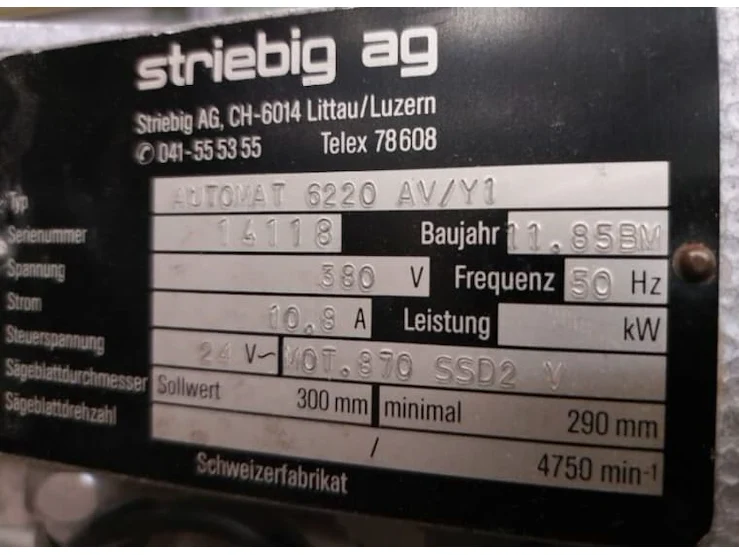 striebig ag
Striebig AG, CH-6014 Littau/Luzern
✆ 041-55 53 55 Telex 78608
Typ AUTOMAT 6220 AV/Y1
Serienummer 14118 Baujahr 11.85BM
Spannung 380 V Frequenz 50 Hz
Strom 10.8 A Leistung kW
Steuerspannung 24 V~ MOT.870 SSD2 V
Sägeblattdurchmesser Sollwert 300 mm minimal 290 mm
Sägeblattdrehzahl / 4750 min-1
Schweizerfabrikat